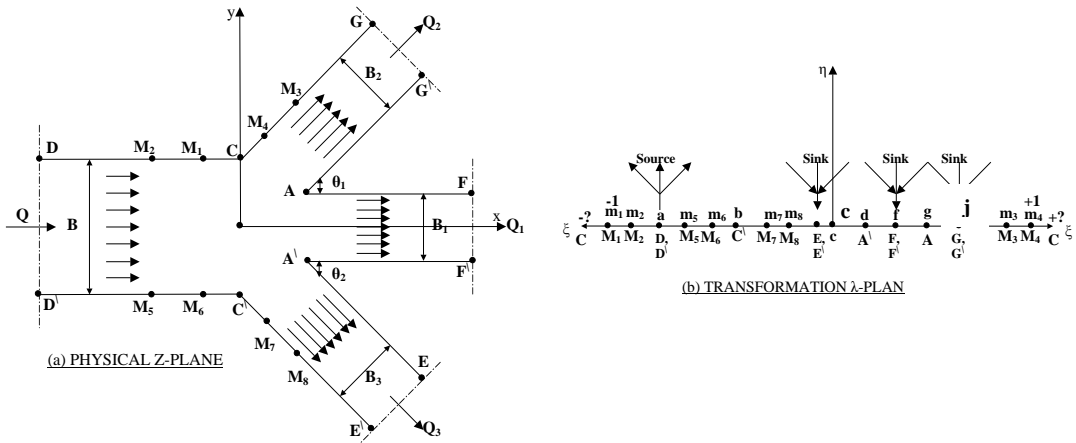 y
G
Q₂
B₂
G\
M₃
M₄
D
M₂
M₁
C
A
θ₁
F
Q
B
B₁
x
Q₁
A\
θ₂
F\
D\
M₅
M₆
C\
M₇
M₈
B₃
E
E\
Q₃
(a) PHYSICAL Z-PLANE
η
Source
Sink
Sink
Sink
-1
+1
-?
m₁
m₂
a
m₅
m₆
b
m₇
m₈
c
d
f
g
j
m₃
m₄
+?
ξ
ξ
C
M₁
M₂
D,
D\
M₅
M₆
C\
M₇
M₈
E,
E\
c
A\
F,
F\
A
G,
G\
M₃
M₄
C
(b) TRANSFORMATION λ-PLAN